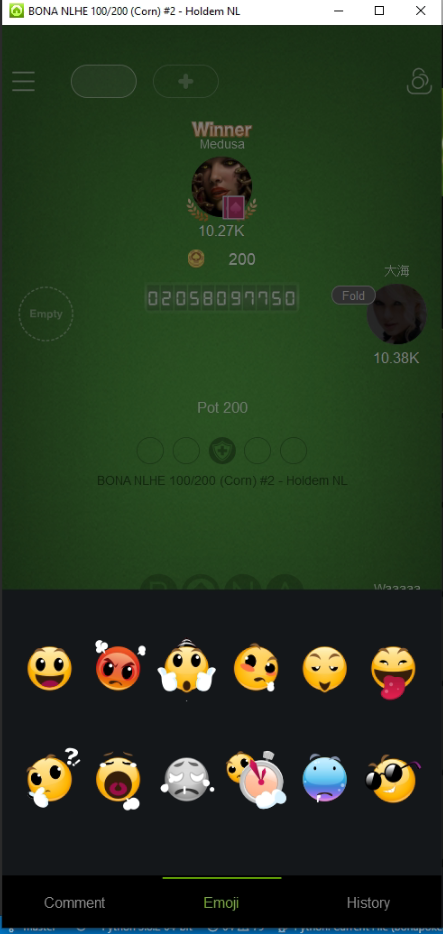 BONA NLHE 100/200 (Corn) #2 - Holdem NL
Winner
Medusa
10.27K
200
大海
Fold
02058097750
Empty
10.38K
Pot 200
BONA NLHE 100/200 (Corn) #2 - Holdem NL
BONA
Waaaaa
??
Comment
Emoji
History